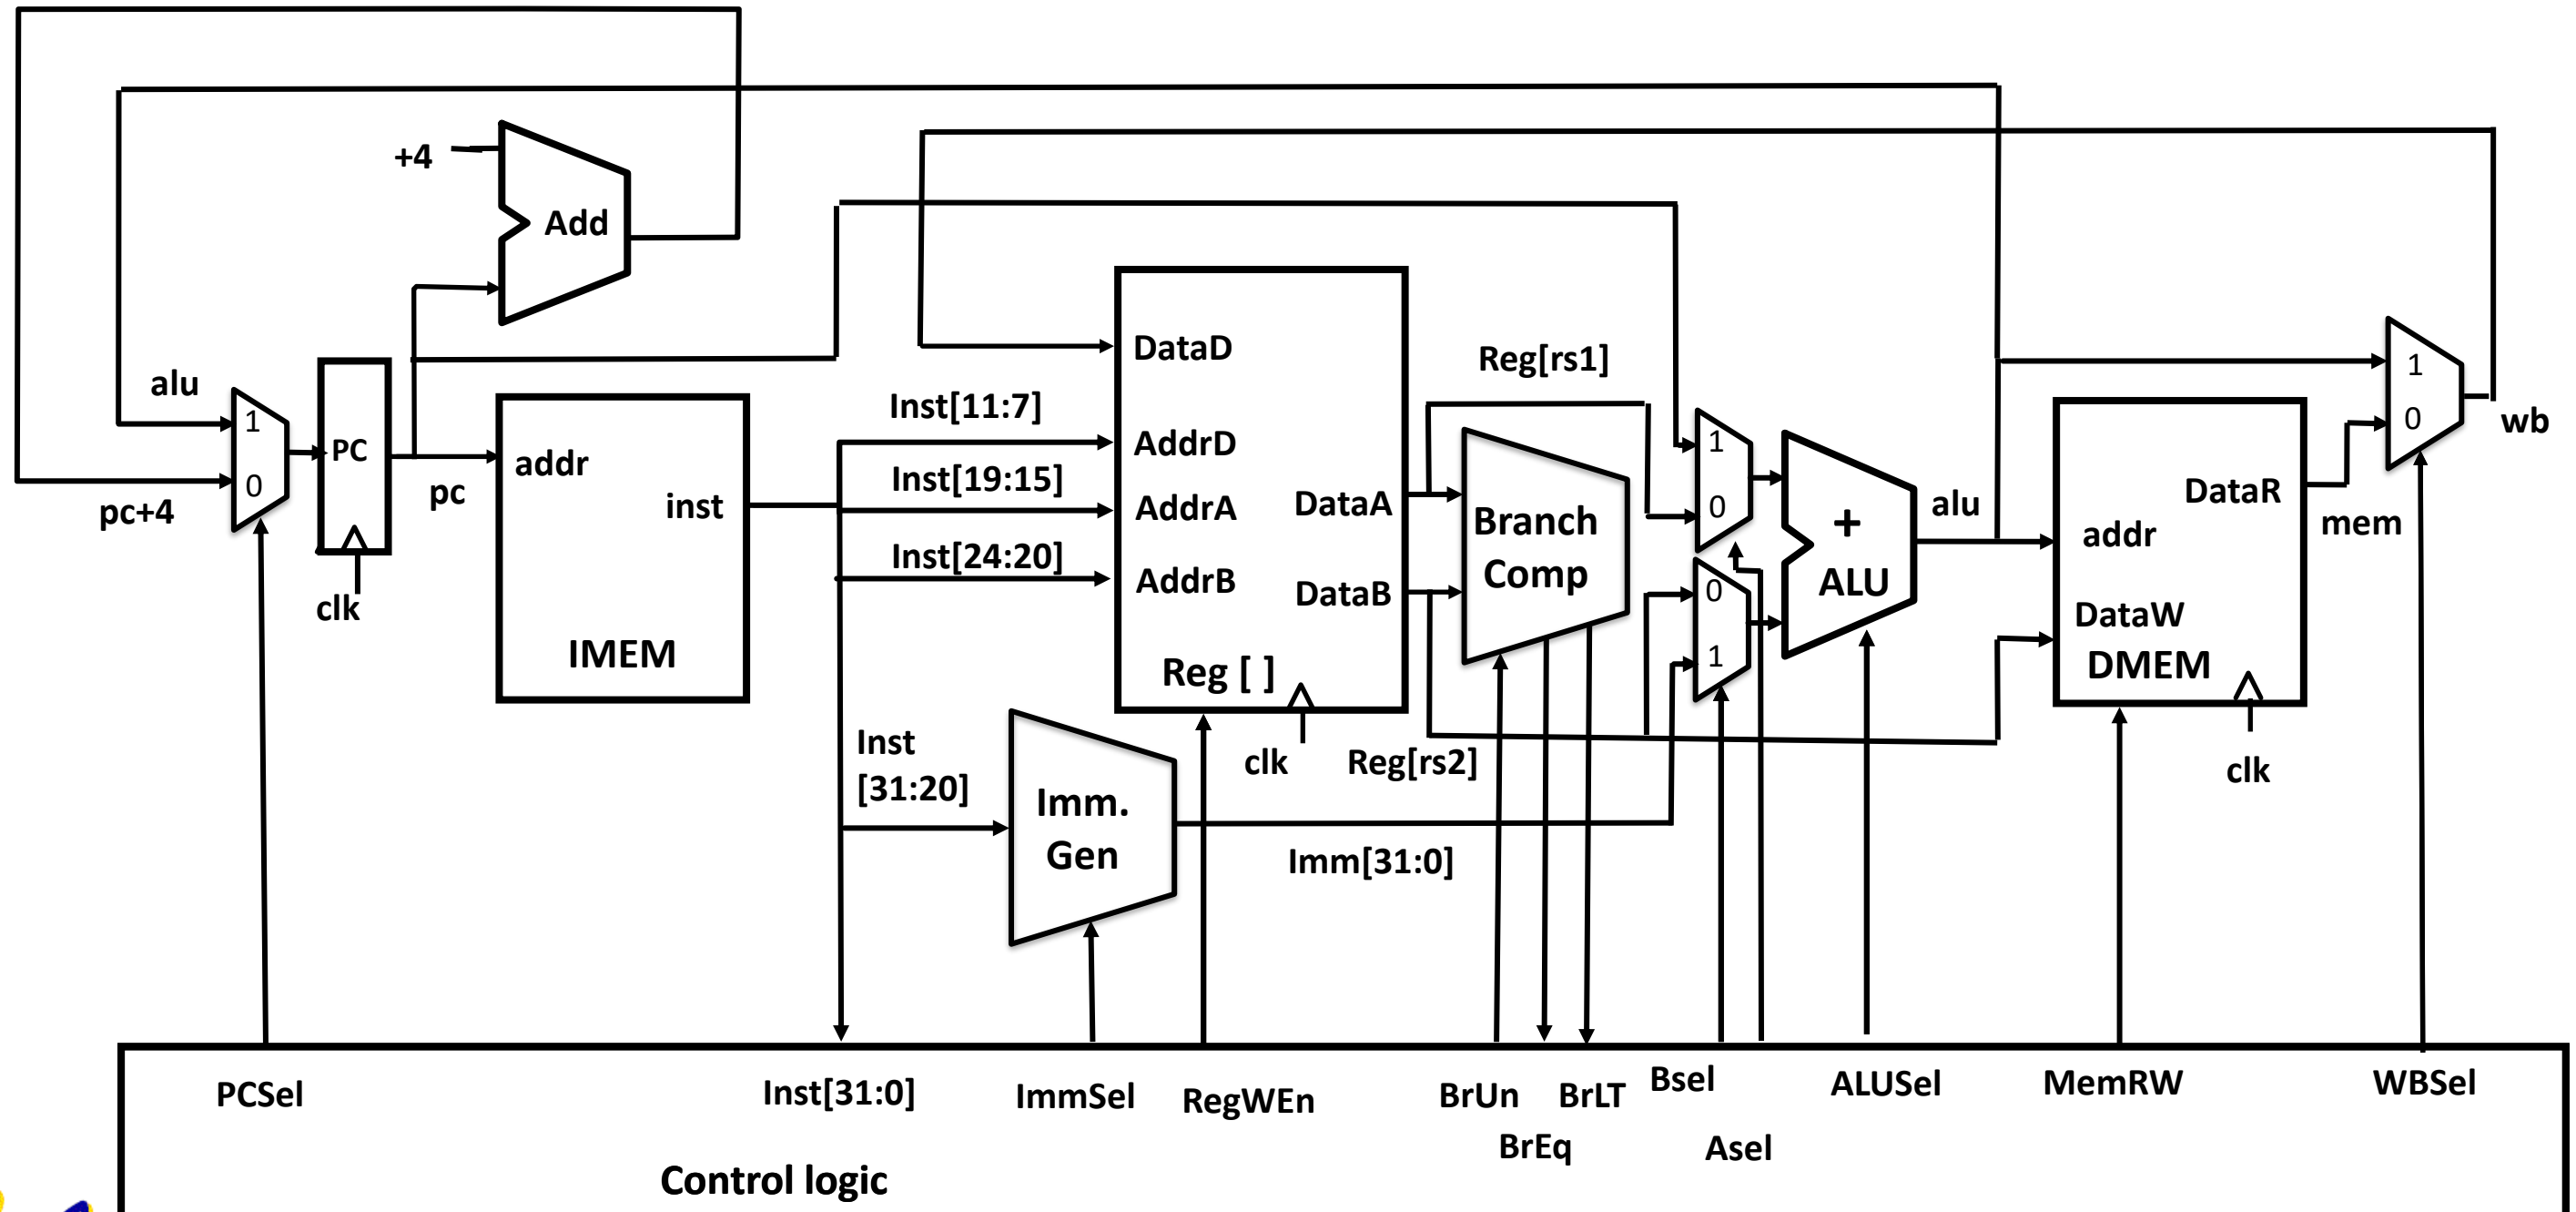 +4
Add
alu
1
0
pc+4
PC
clk
pc
addr
inst
IMEM
Inst[11:7]
Inst[19:15]
Inst[24:20]
DataD
AddrD
AddrA
AddrB
DataA
DataB
Reg [ ]
clk
Inst
[31:20]
Imm.
Gen
Imm[31:0]
Reg[rs1]
Reg[rs2]
Branch
Comp
1
0
0
1
+
ALU
alu
addr
DataW
DMEM
DataR
clk
mem
1
0
wb
PCSel
Inst[31:0]
ImmSel
RegWEn
BrUn
BrEq
BrLT
Bsel
Asel
ALUSel
MemRW
WBSel
Control logic